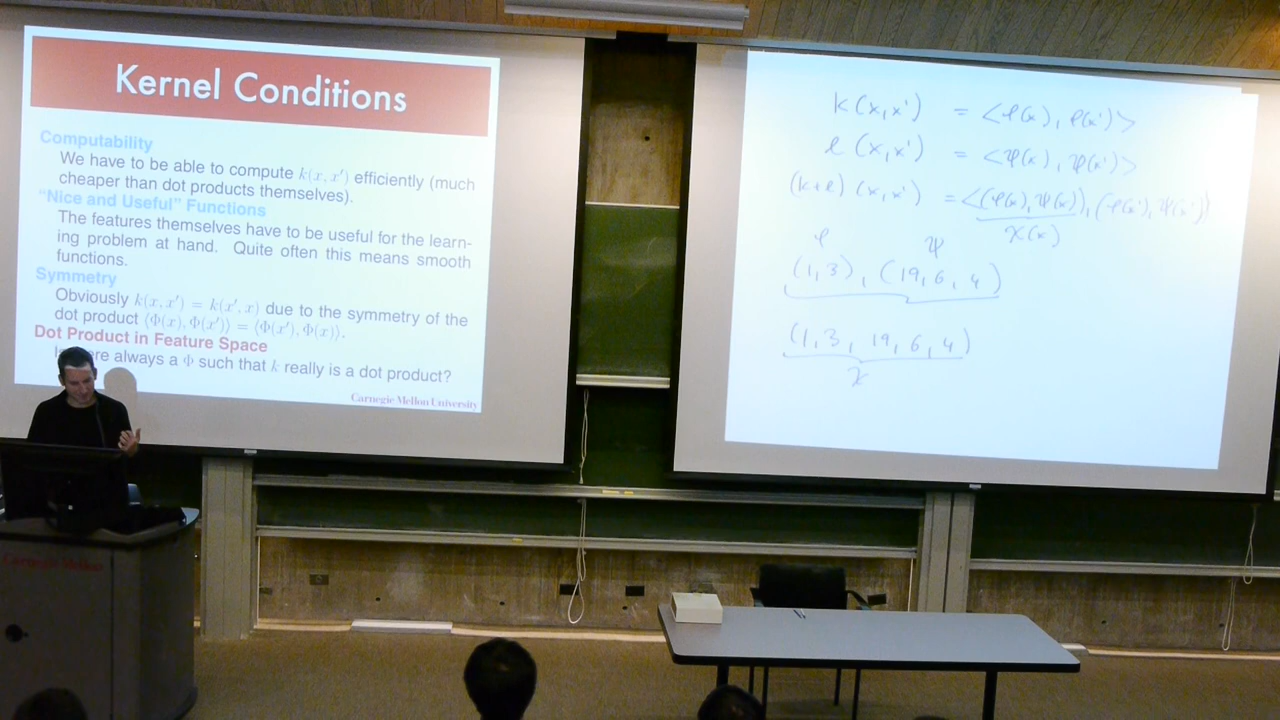 Kernel Conditions
Computability
We have to be able to compute k(x, x′) efficiently (much
cheaper than dot products themselves).
"Nice and Useful" Functions
The features themselves have to be useful for the learn-
ing problem at hand. Quite often this means smooth
functions.
Symmetry
Obviously k(x, x′) = k(x′, x) due to the symmetry of the
dot product ⟨Φ(x), Φ(x′)⟩ = ⟨Φ(x′), Φ(x)⟩.
Dot Product in Feature Space
always a Φ such that k really is a dot product?
Carnegie Mellon University
k(x,x') = <φ(x), φ(x')>
l(x,x') = <ψ(x), ψ(x')>
(k+l)(x,x') = <(φ(x), ψ(x)), (φ(x'), ψ(x'))>
χ(x)
φ ψ
(1,3), (19,6,4)
(1,3, 19,6,4)
χ
Carnegie Mellon